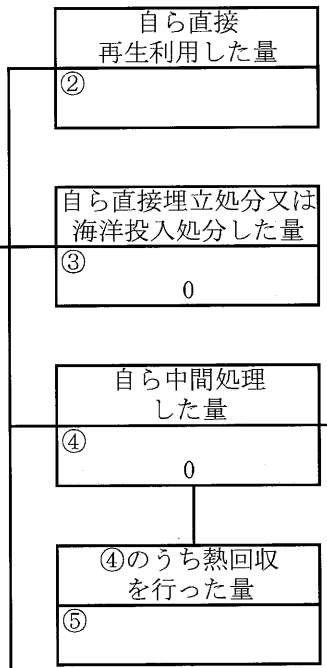 自ら直接
再生利用した量
②
自ら直接埋立処分又は
海洋投入処分した量
③
0
自ら中間処理
した量
④
0
④のうち熱回収
を行った量
⑤